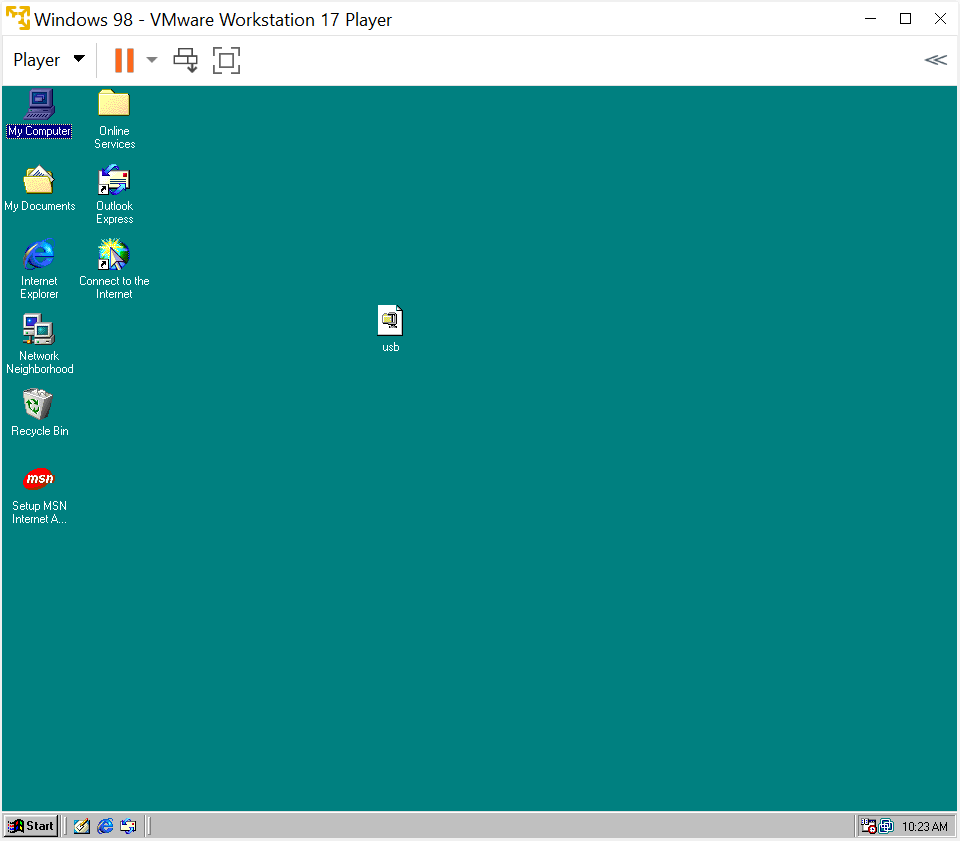 Windows 98 - VMware Workstation 17 Player
Player
My Computer
Online
Services
My Documents
Outlook
Express
Internet
Explorer
Connect to the
Internet
usb
Network
Neighborhood
Recycle Bin
msn
Setup MSN
Internet A...
Start
10:23 AM